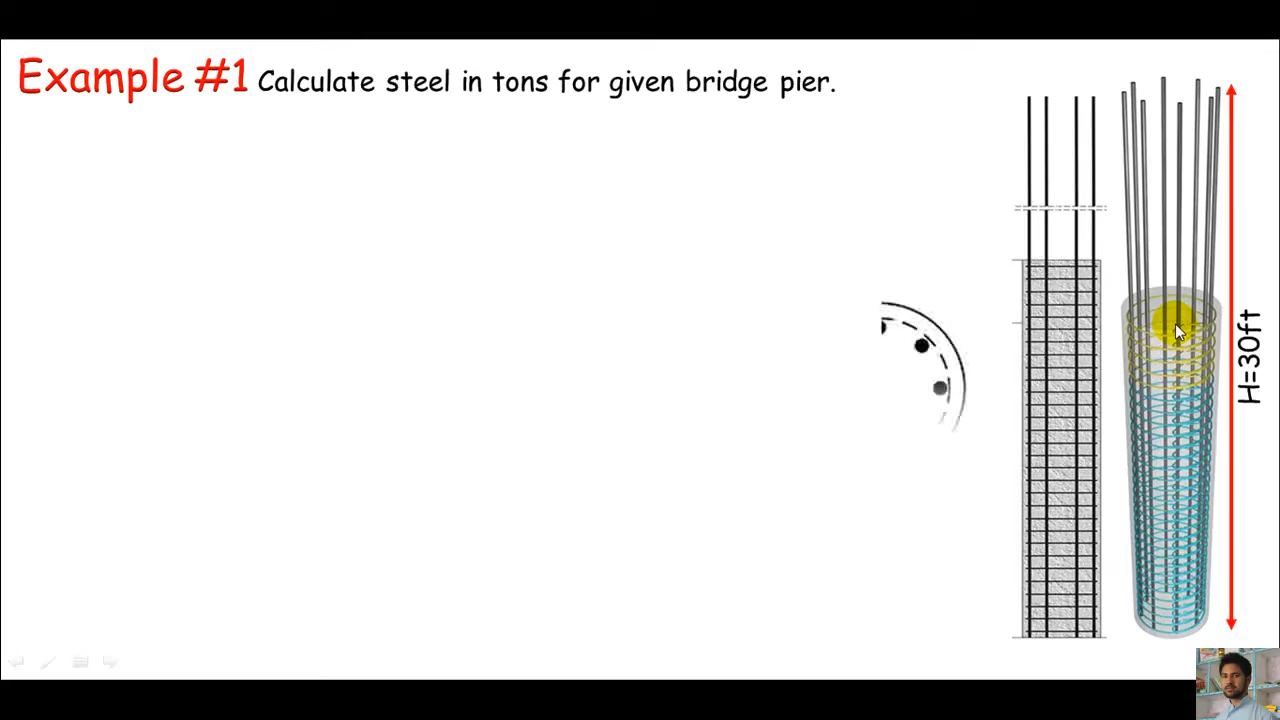 Example #1 Calculate steel in tons for given bridge pier.
H=30ft